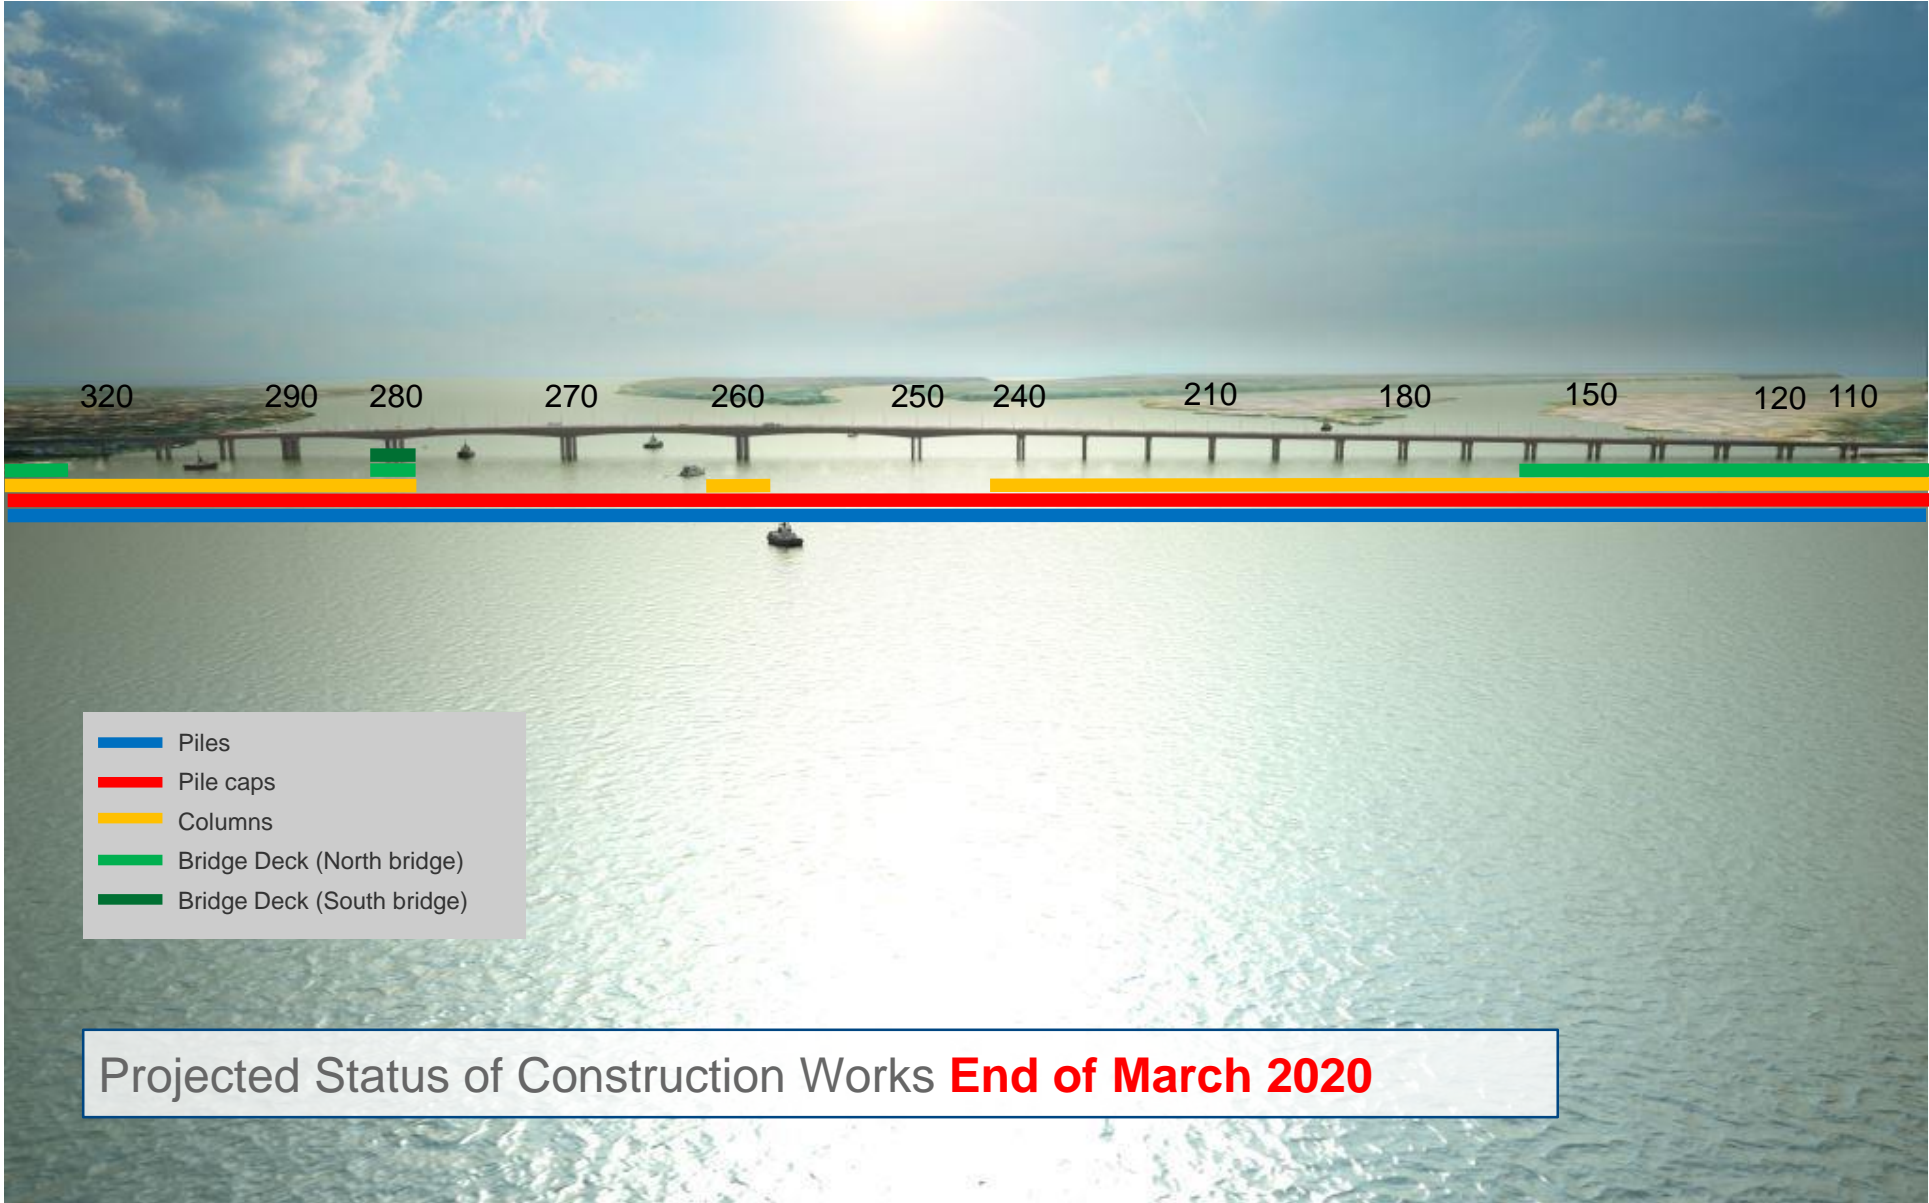 320 290 280 270 260 250 240 210 180 150 120 110
Piles
Pile caps
Columns
Bridge Deck (North bridge)
Bridge Deck (South bridge)
Projected Status of Construction Works End of March 2020